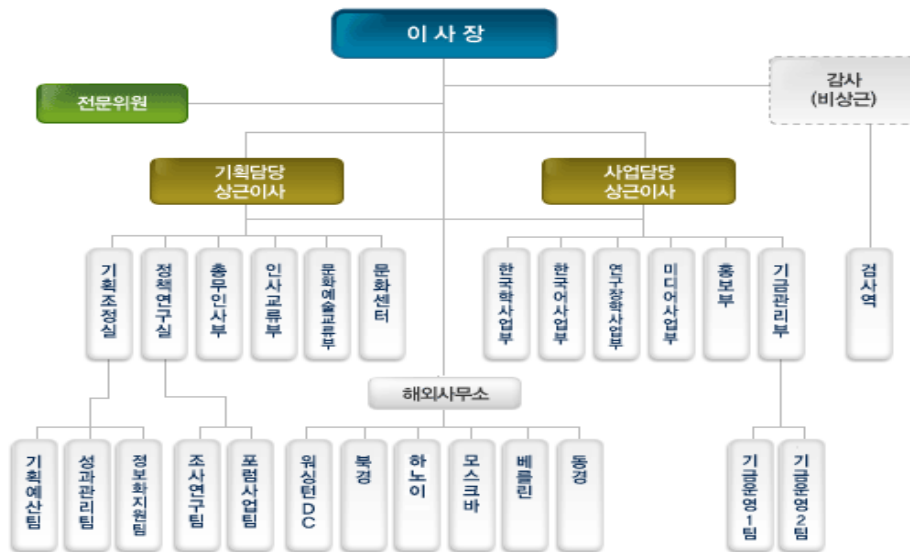 이사장
전문위원
감사
(비상근)
기획담당
상근이사
사업담당
상근이사
기획조정실
정책연구실
총무인사부
인사교류부
문화예술교류부
문화센터
한국학사업부
한국어사업부
연구장학사업부
미디어사업부
홍보부
기금관리부
검사역
해외사무소
기획예산팀
성과관리팀
정보화지원팀
조사연구팀
포럼사업팀
워싱턴DC
북경
하노이
모스크바
베를린
동경
기금운영1팀
기금운영2팀